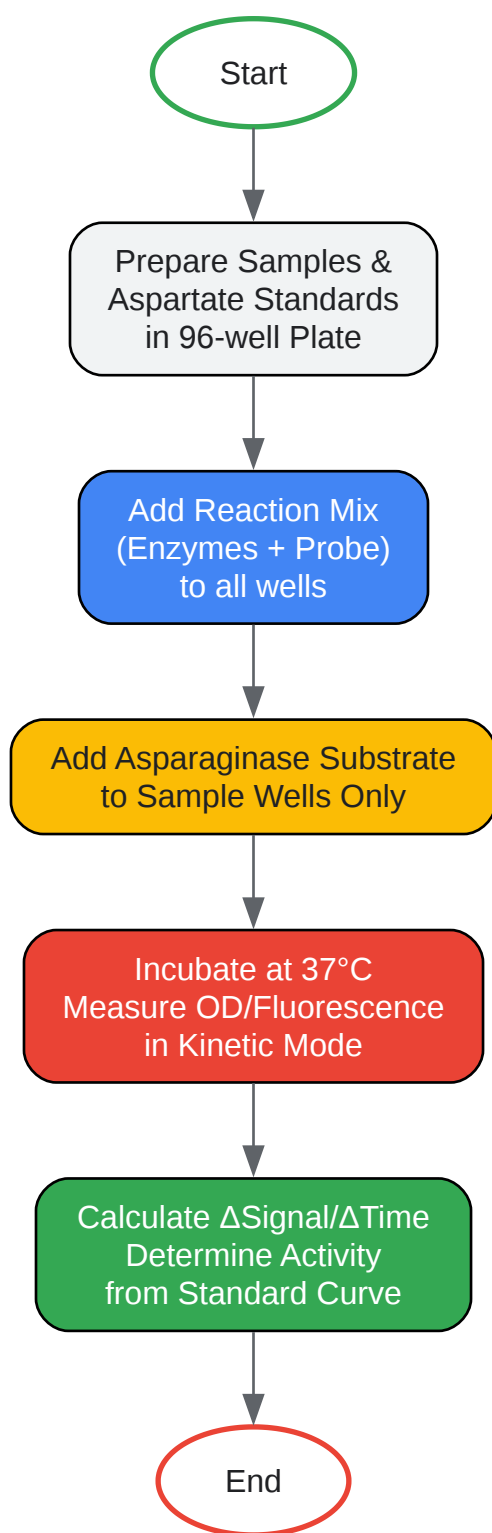 Start
Prepare Samples &
Aspartate Standards
in 96-well Plate
Add Reaction Mix
(Enzymes + Probe)
to all wells
Add Asparaginase Substrate
to Sample Wells Only
Incubate at 37°C
Measure OD/Fluorescence
in Kinetic Mode
Calculate ΔSignal/ΔTime
Determine Activity
from Standard Curve
End